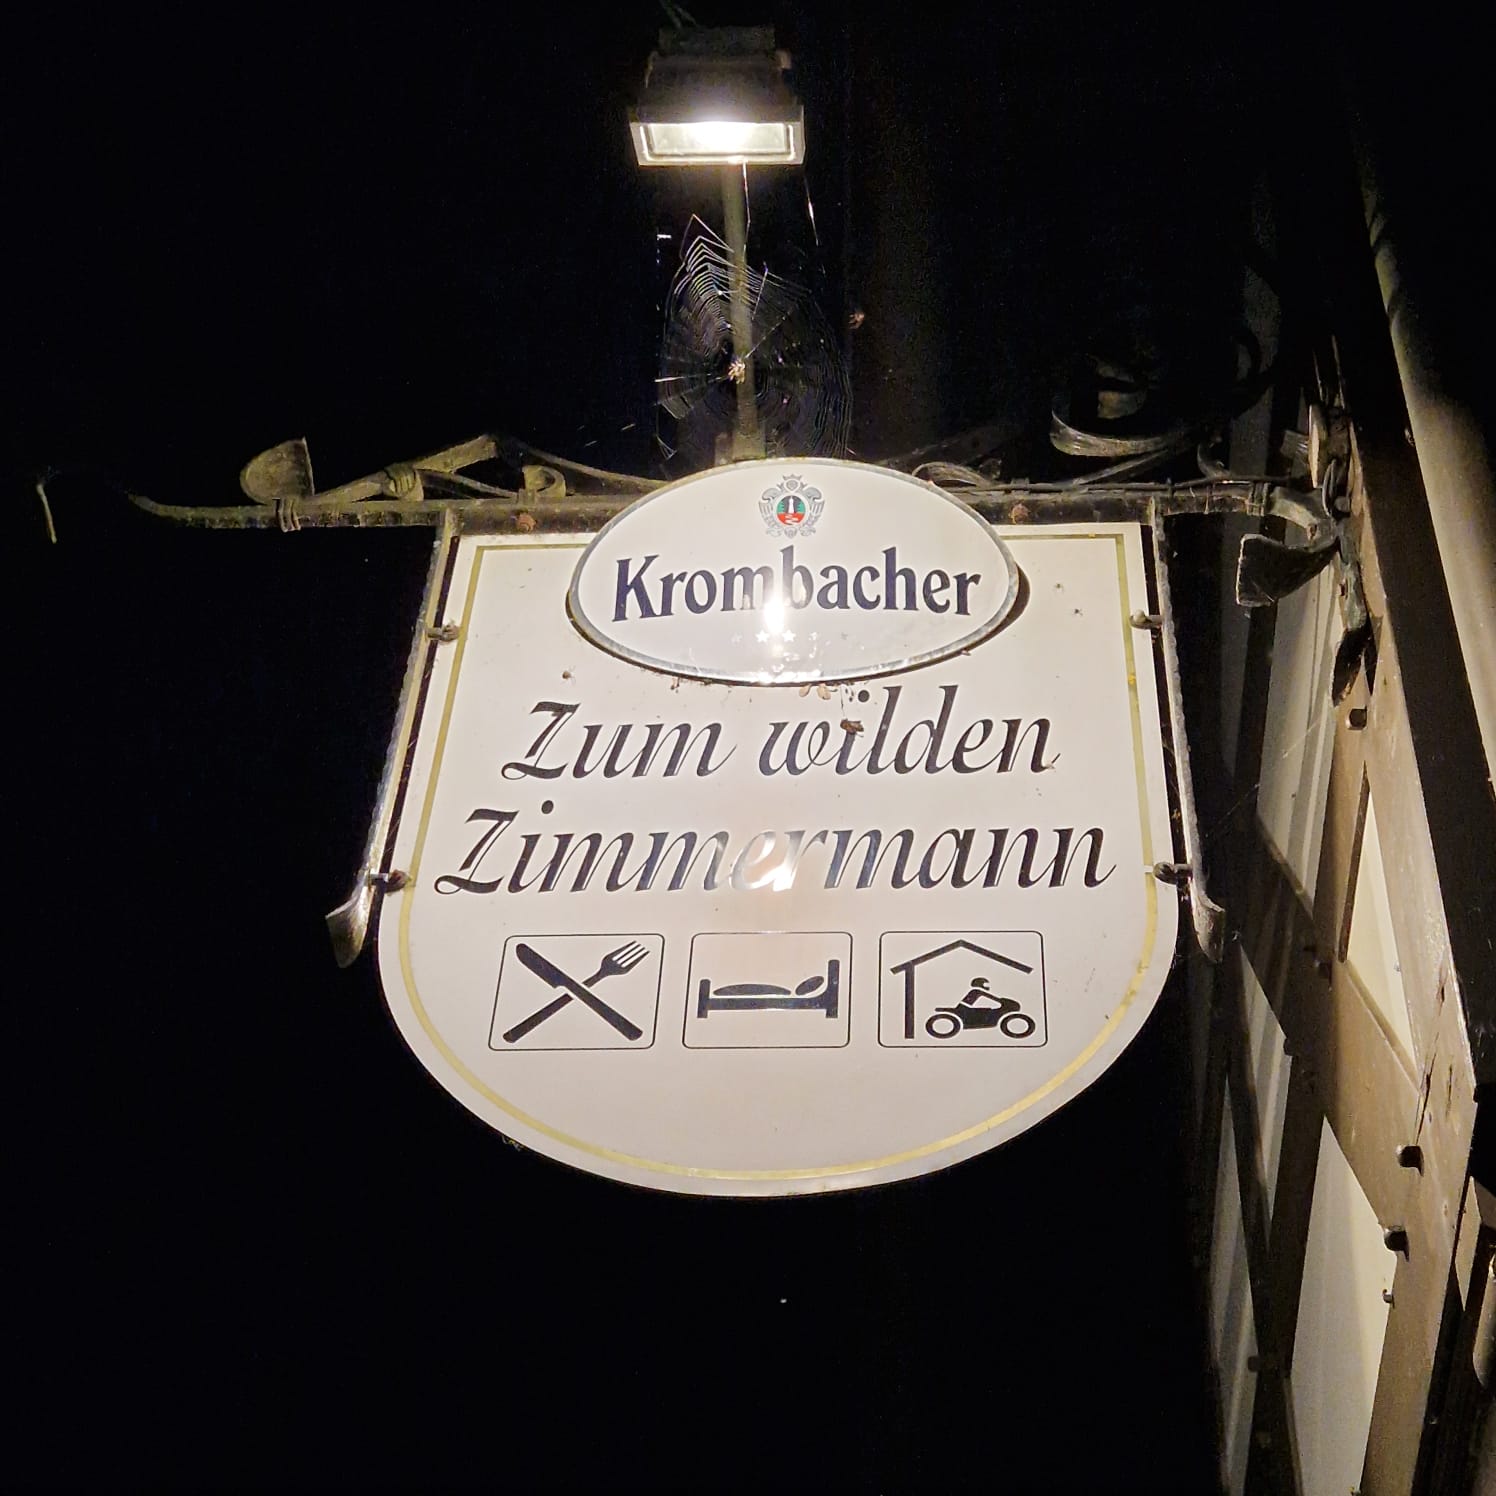 Krombacher
Zum wilden
Zimmermann